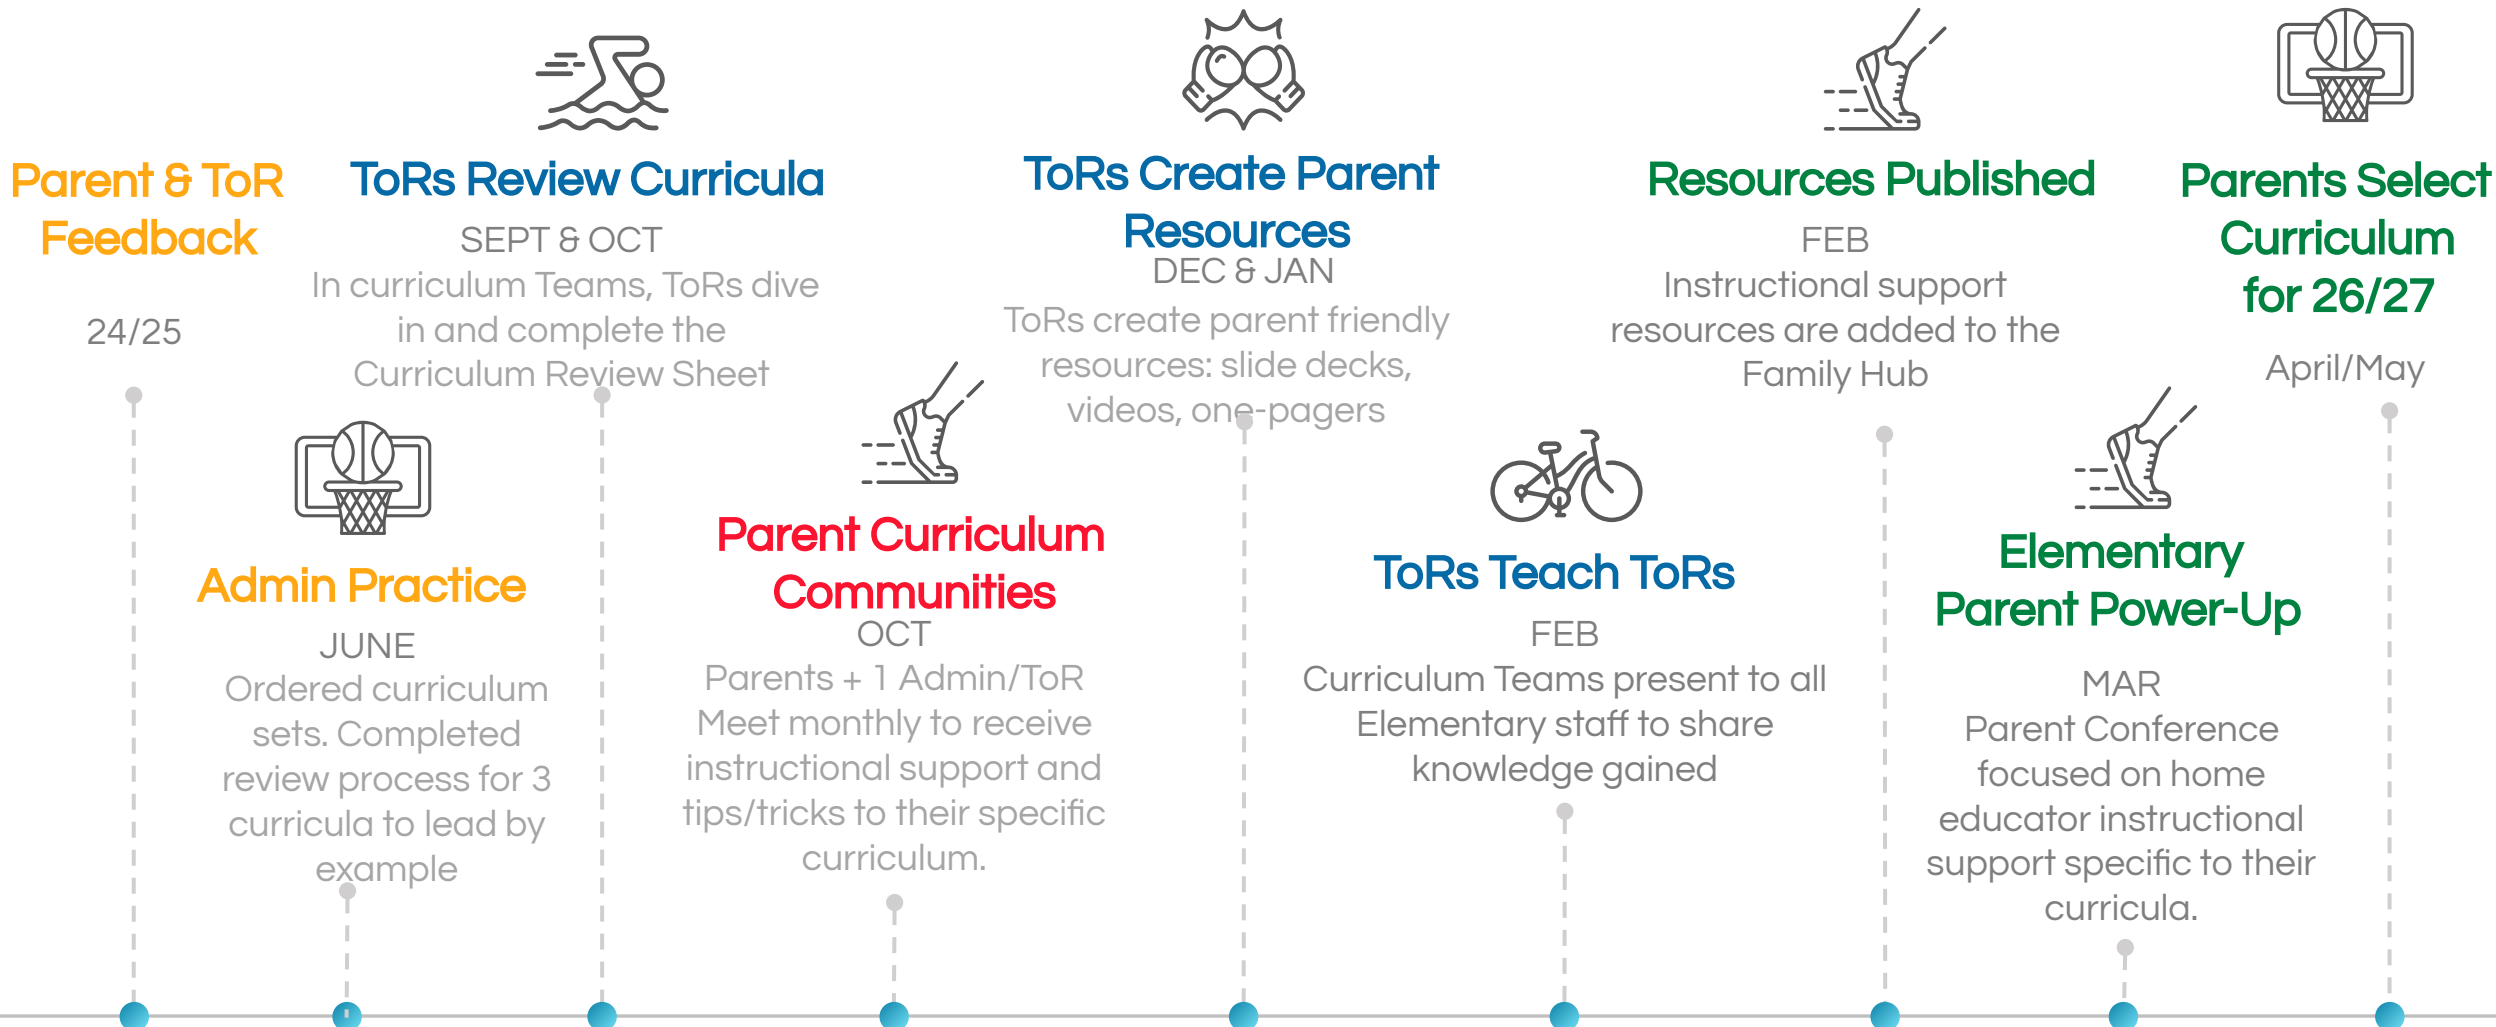 Parent & ToR
Feedback
24/25
Admin Practice
JUNE
Ordered curriculum
sets. Completed
review process for 3
curricula to lead by
example
ToRs Review Curricula
SEPT & OCT
In curriculum Teams, ToRs dive
in and complete the
Curriculum Review Sheet
Parent Curriculum
Communities
OCT
Parents + 1 Admin/ToR
Meet monthly to receive
instructional support and
tips/tricks to their specific
curriculum.
ToRs Create Parent
Resources
DEC & JAN
ToRs create parent friendly
resources: slide decks,
videos, one-pagers
ToRs Teach ToRs
FEB
Curriculum Teams present to all
Elementary staff to share
knowledge gained
Resources Published
FEB
Instructional support
resources are added to the
Family Hub
Elementary
Parent Power-Up
MAR
Parent Conference
focused on home
educator instructional
support specific to their
curricula.
Parents Select
Curriculum
for 26/27
April/May